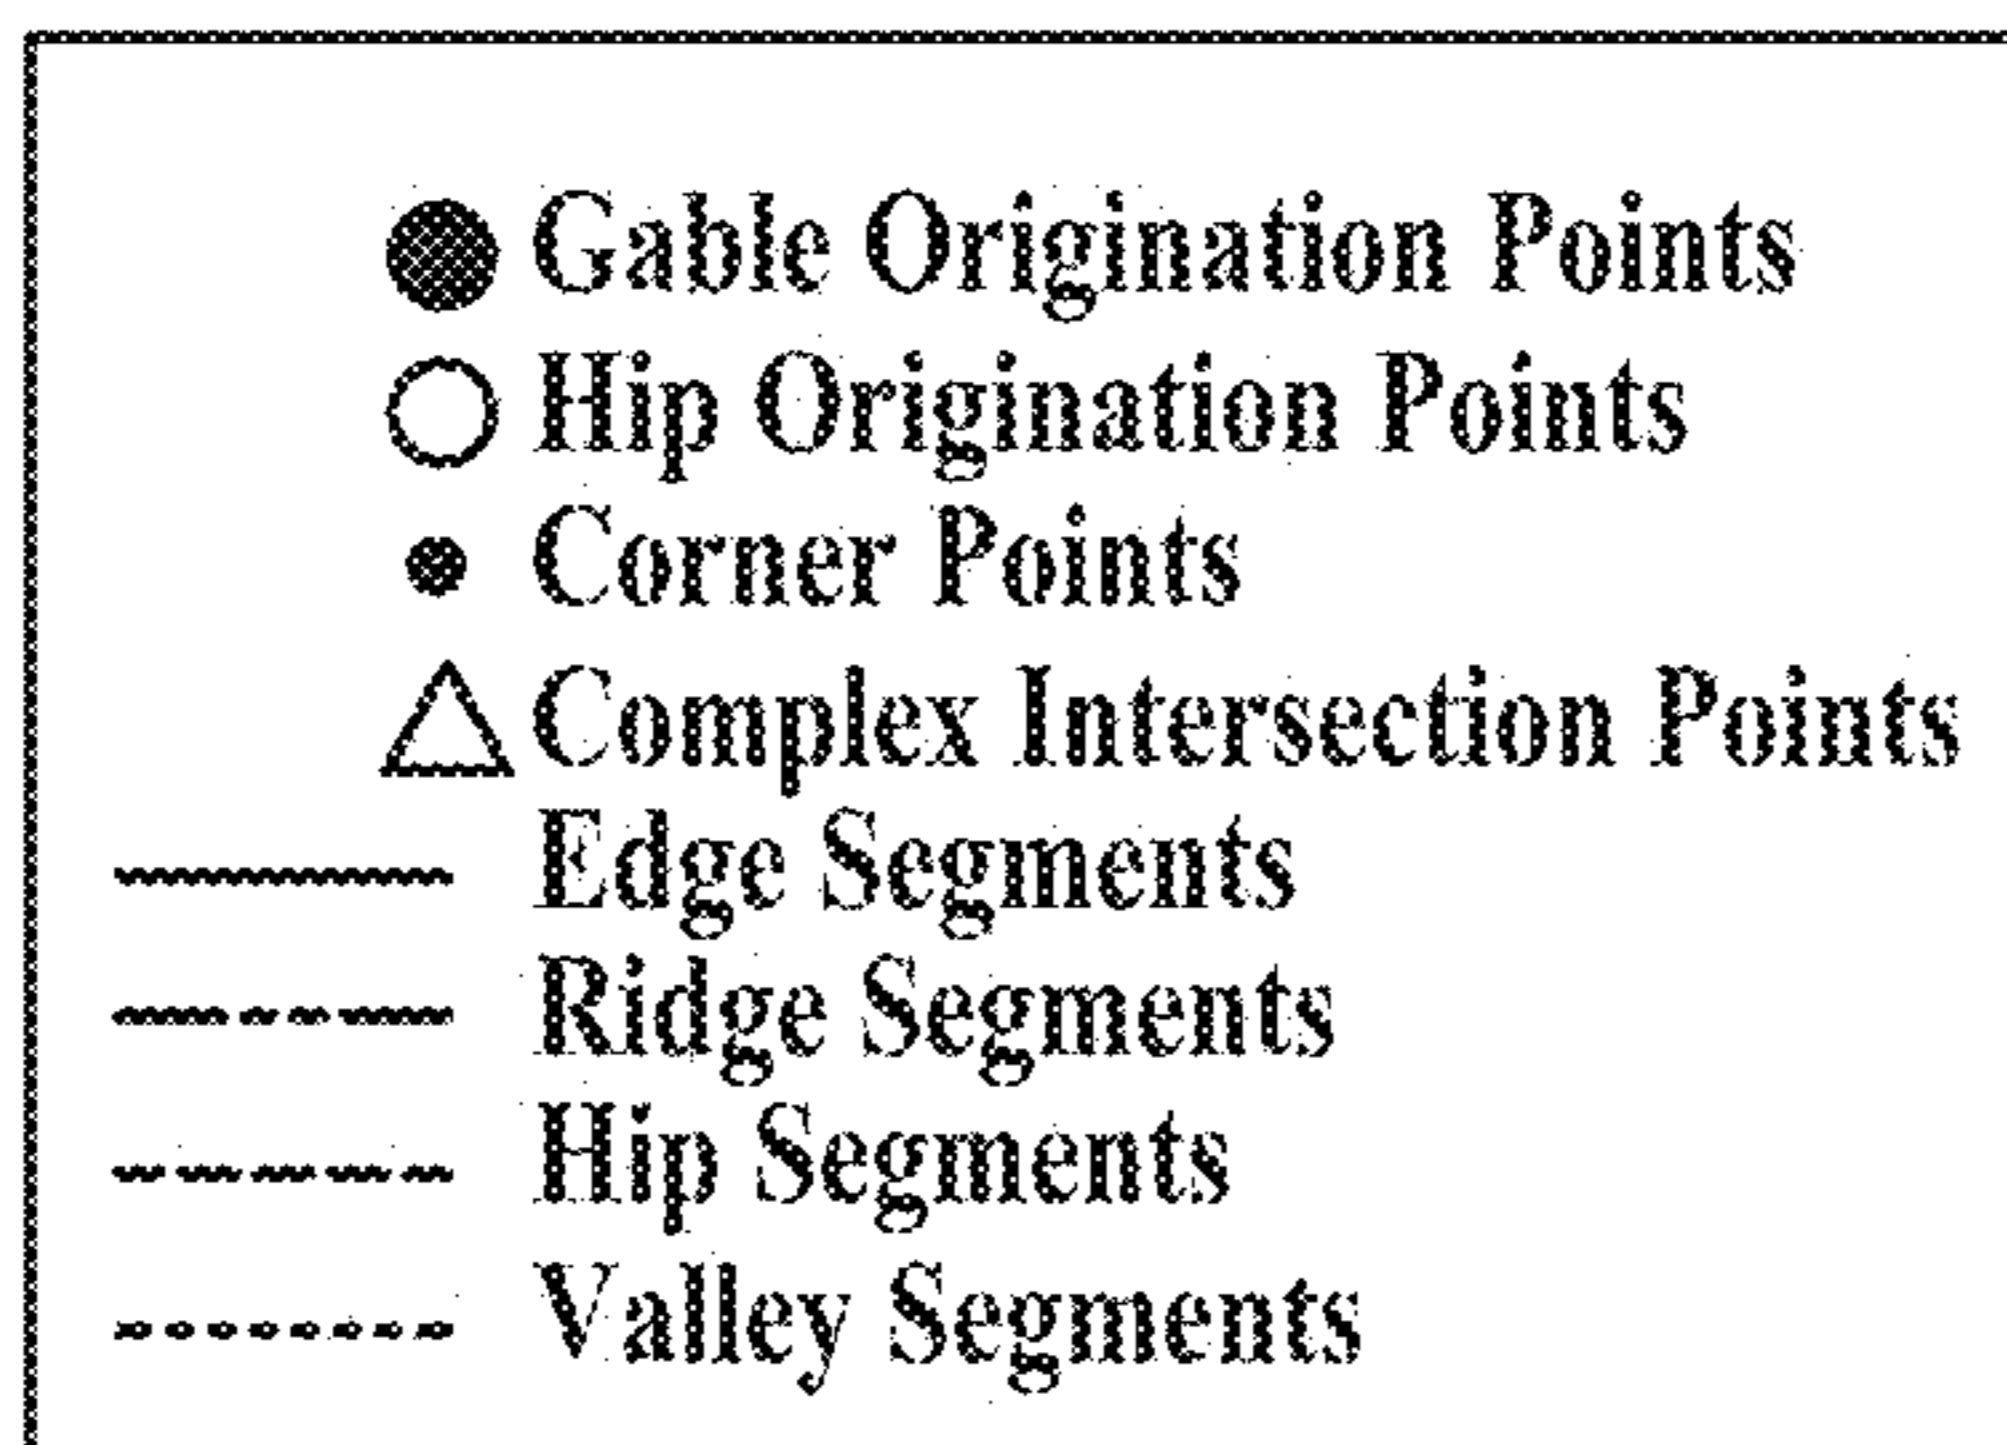 Gable Origination Points
Hip Origination Points
Corner Points
Complex Intersection Points
Edge Segments
Ridge Segments
Hip Segments
Valley Segments